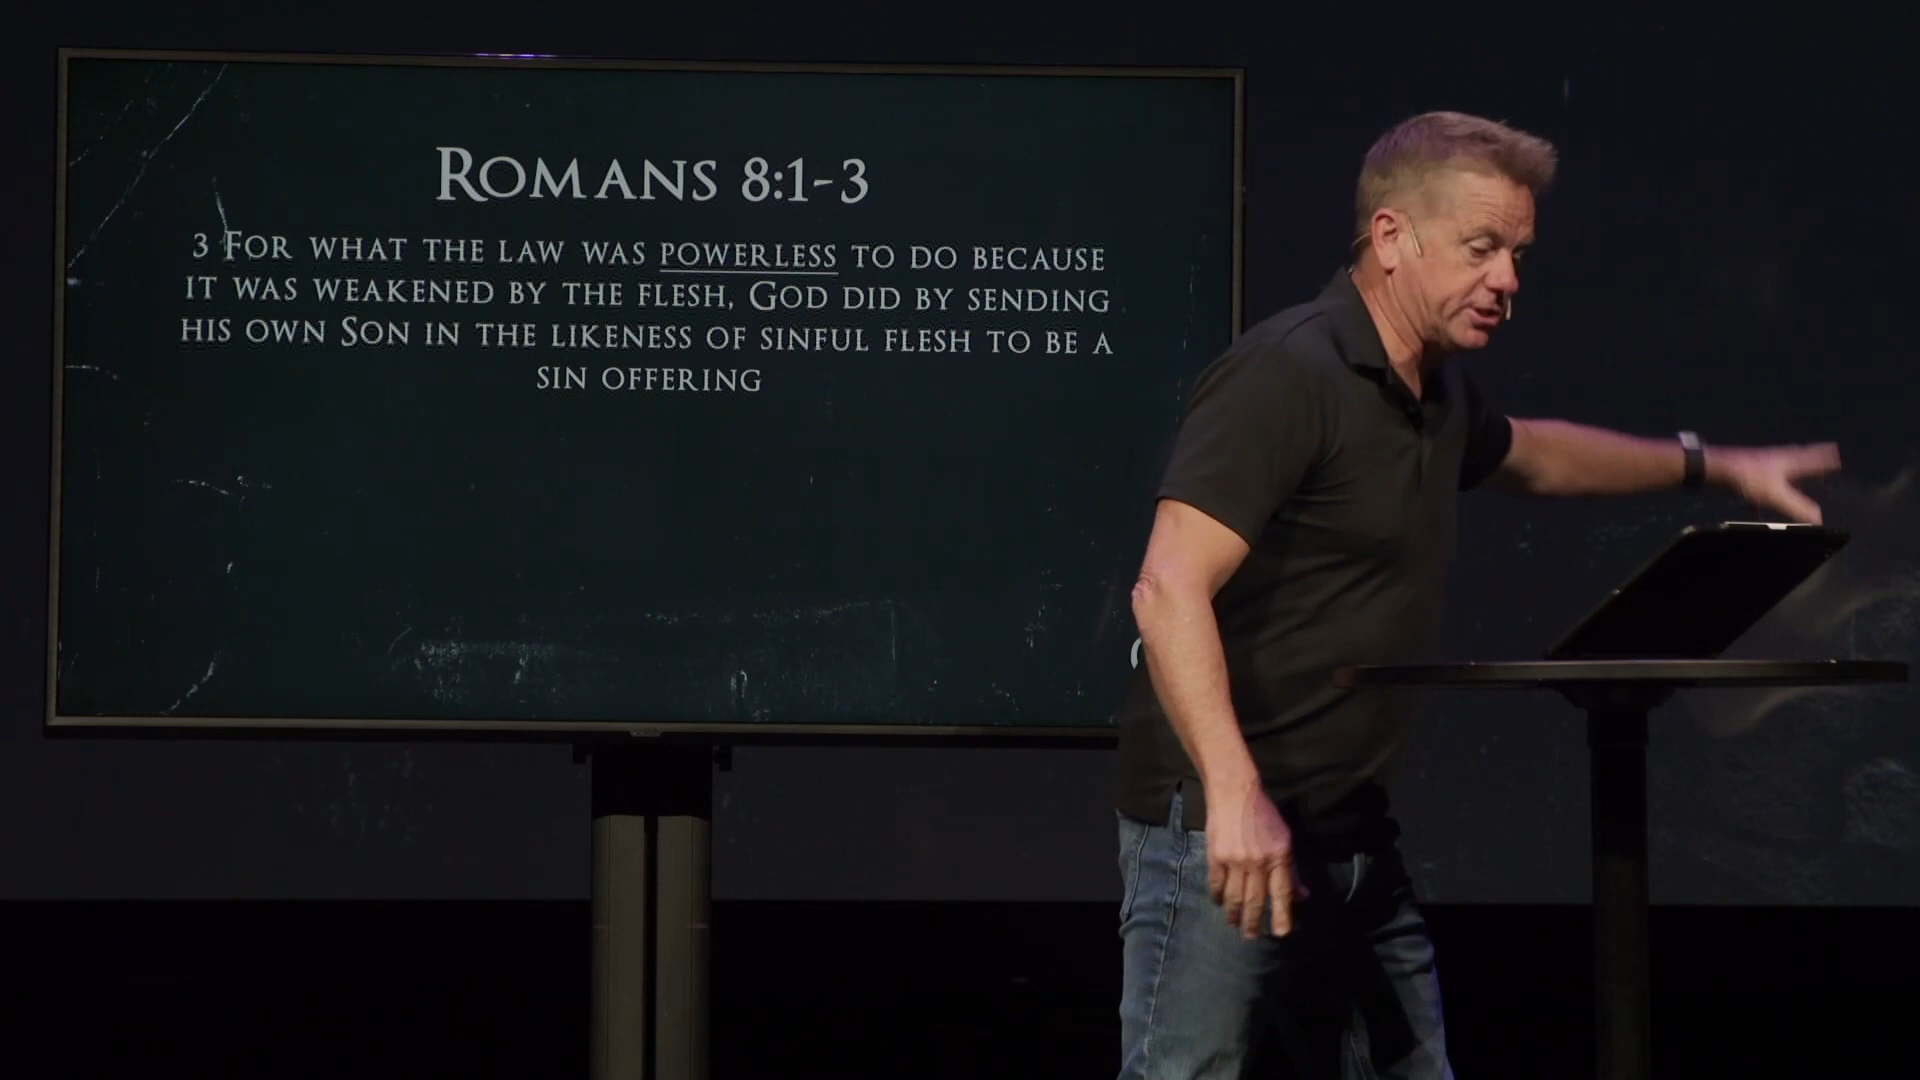 Romans 8:1-3
3 For what the law was powerless to do because
it was weakened by the flesh, God did by sending
his own Son in the likeness of sinful flesh to be a
sin offering